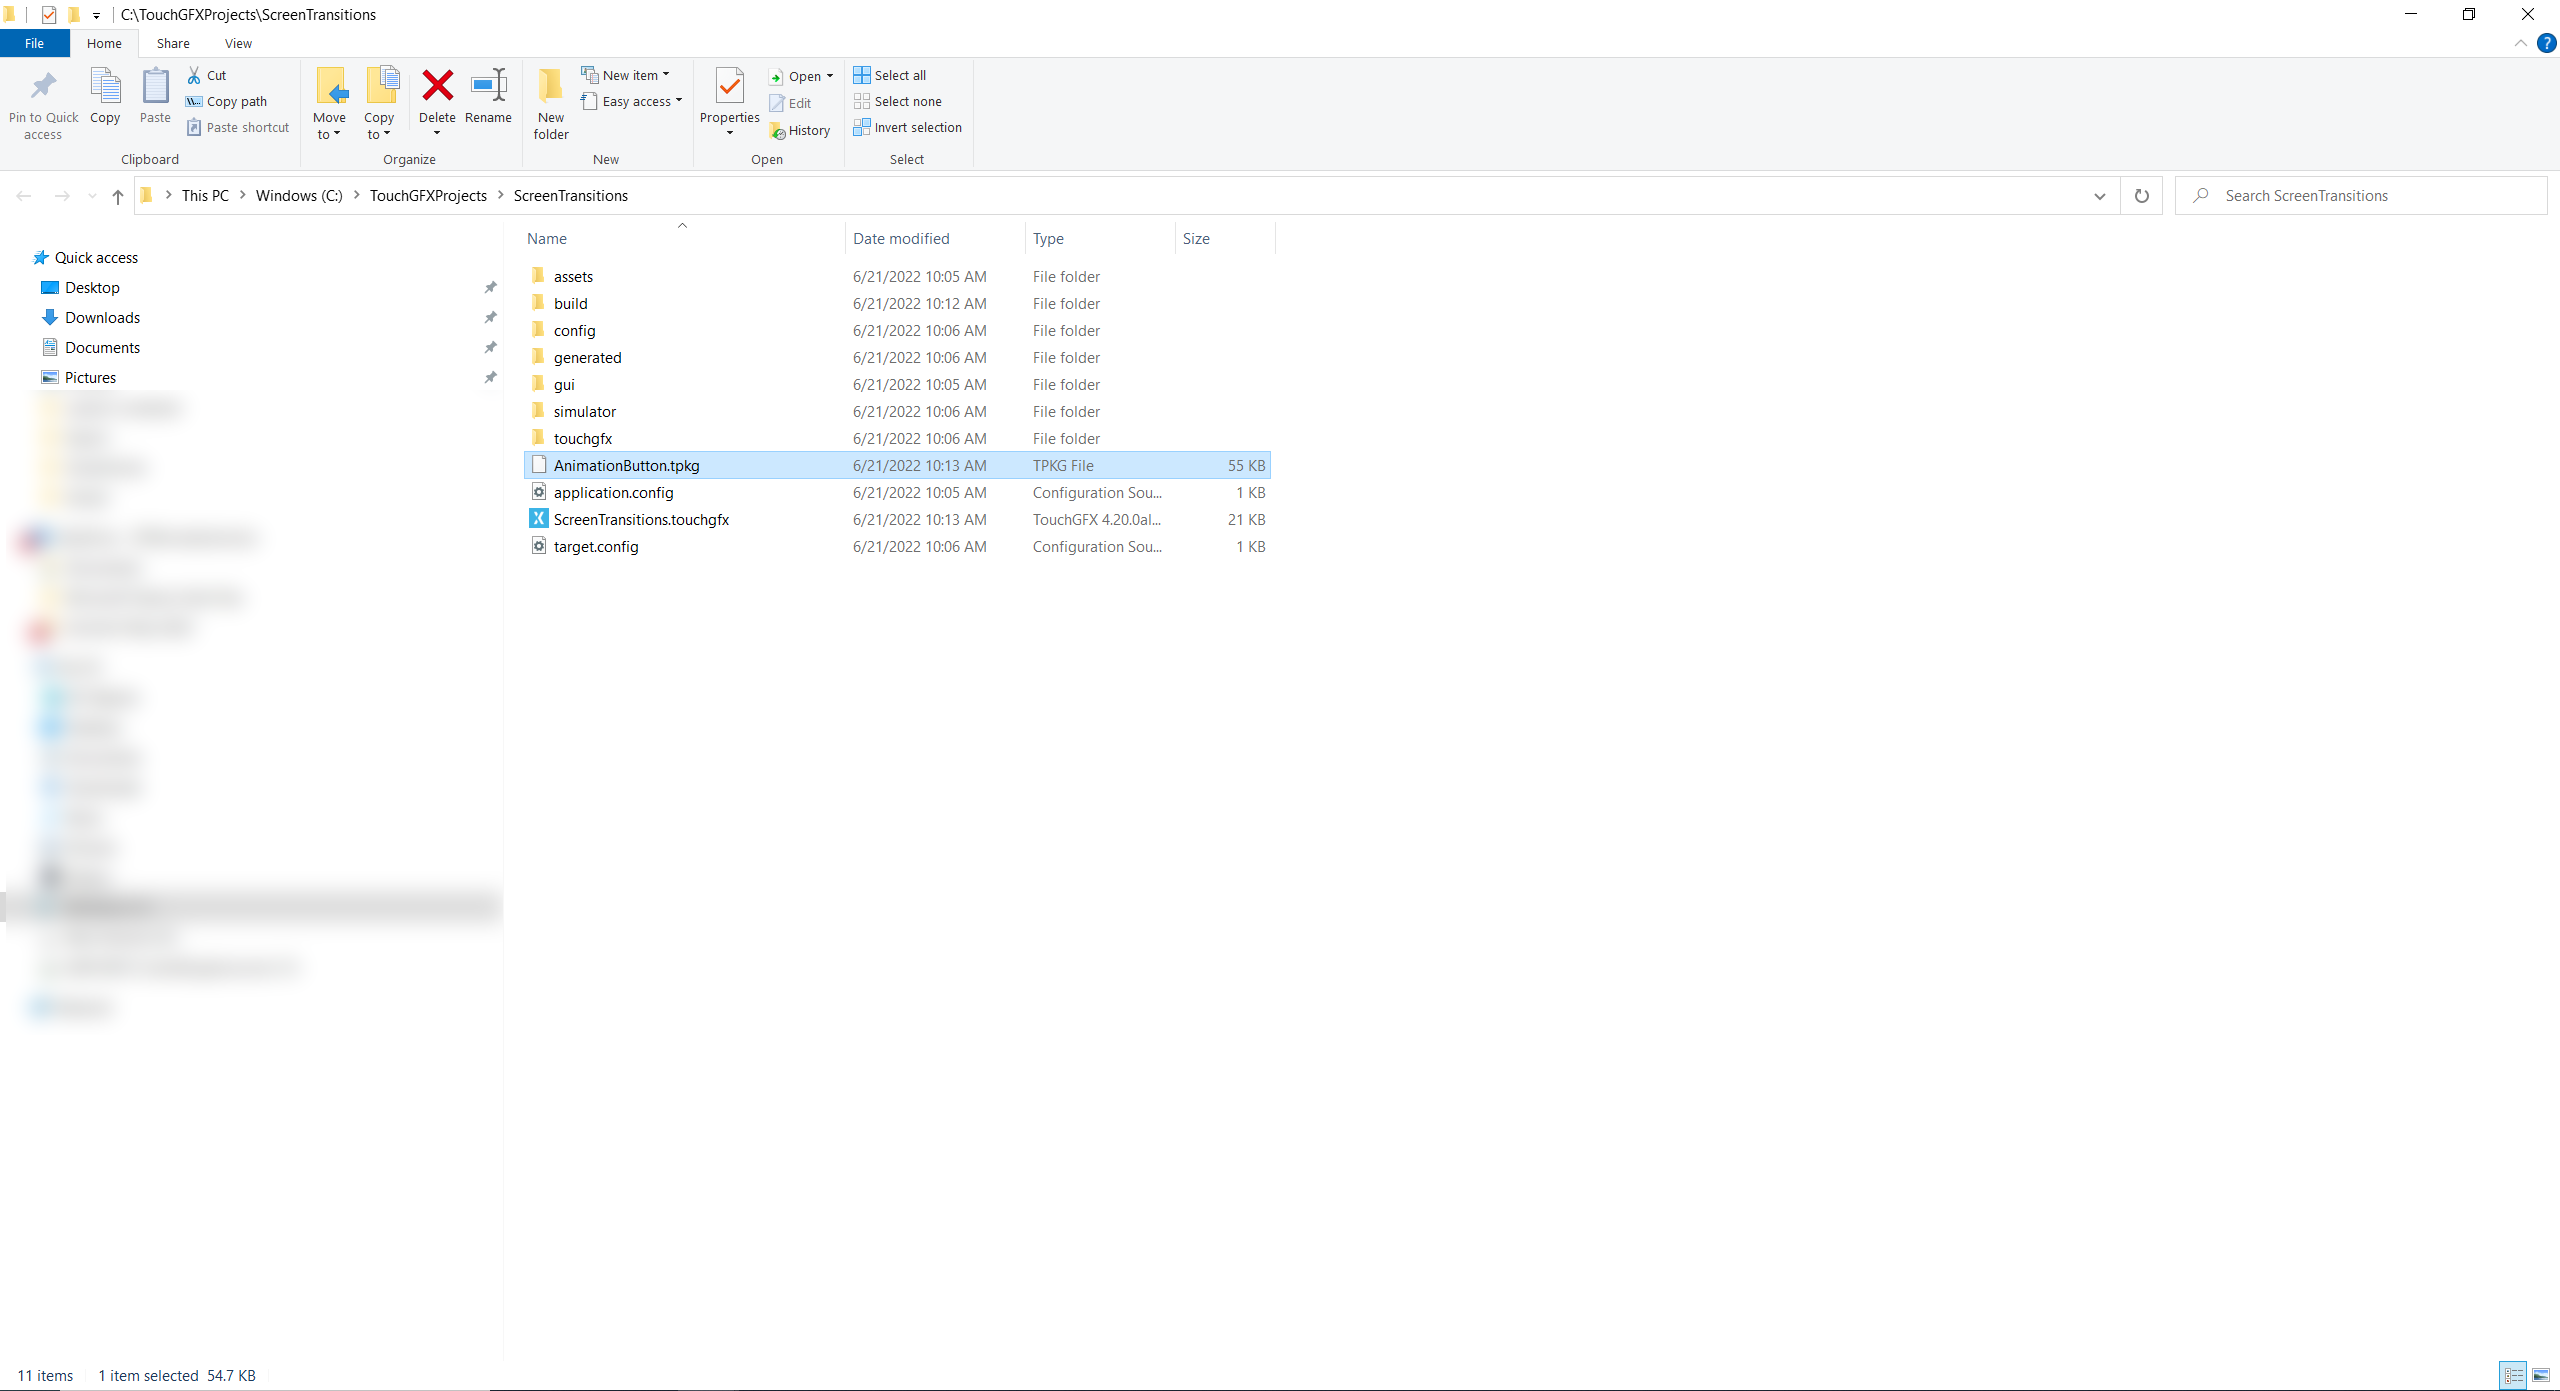 C:\TouchGFXProjects\ScreenTransitions
File Home Share View
Pin to Quick access
Copy
Paste
Cut
Copy path
Paste shortcut
Clipboard
Move to
Copy to
Delete
Rename
Organize
New folder
New item
Easy access
New
Properties
Open
Edit
History
Open
Select all
Select none
Invert selection
Select
This PC > Windows (C:) > TouchGFXProjects > ScreenTransitions
Search ScreenTransitions
Quick access
Desktop
Downloads
Documents
Pictures
Name Date modified Type Size
assets 6/21/2022 10:05 AM File folder
build 6/21/2022 10:12 AM File folder
config 6/21/2022 10:06 AM File folder
generated 6/21/2022 10:06 AM File folder
gui 6/21/2022 10:05 AM File folder
simulator 6/21/2022 10:06 AM File folder
touchgfx 6/21/2022 10:06 AM File folder
AnimationButton.tpkg 6/21/2022 10:13 AM TPKG File 55 KB
application.config 6/21/2022 10:05 AM Configuration Sou... 1 KB
ScreenTransitions.touchgfx 6/21/2022 10:13 AM TouchGFX 4.20.0al... 21 KB
target.config 6/21/2022 10:06 AM Configuration Sou... 1 KB
11 items 1 item selected 54.7 KB